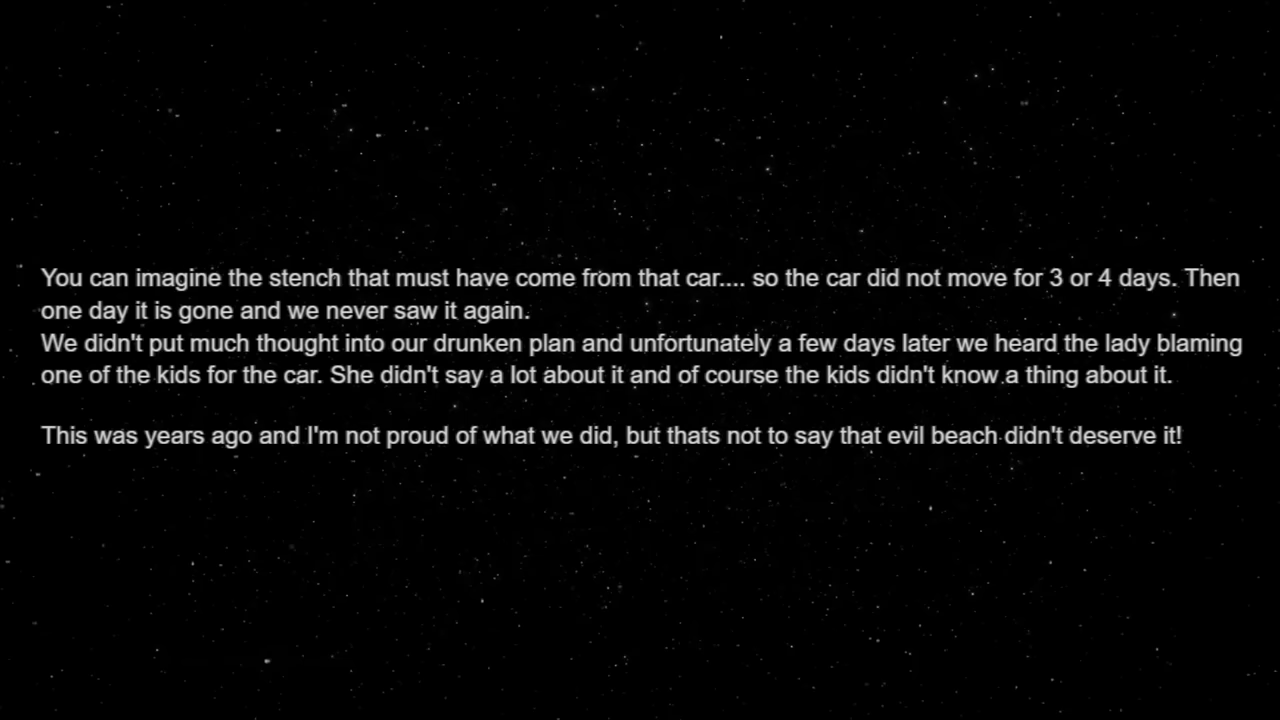 You can imagine the stench that must have come from that car.... so the car did not move for 3 or 4 days. Then
one day it is gone and we never saw it again.
We didn't put much thought into our drunken plan and unfortunately a few days later we heard the lady blaming
one of the kids for the car. She didn't say a lot about it and of course the kids didn't know a thing about it.
This was years ago and I'm not proud of what we did, but thats not to say that evil beach didn't deserve it!